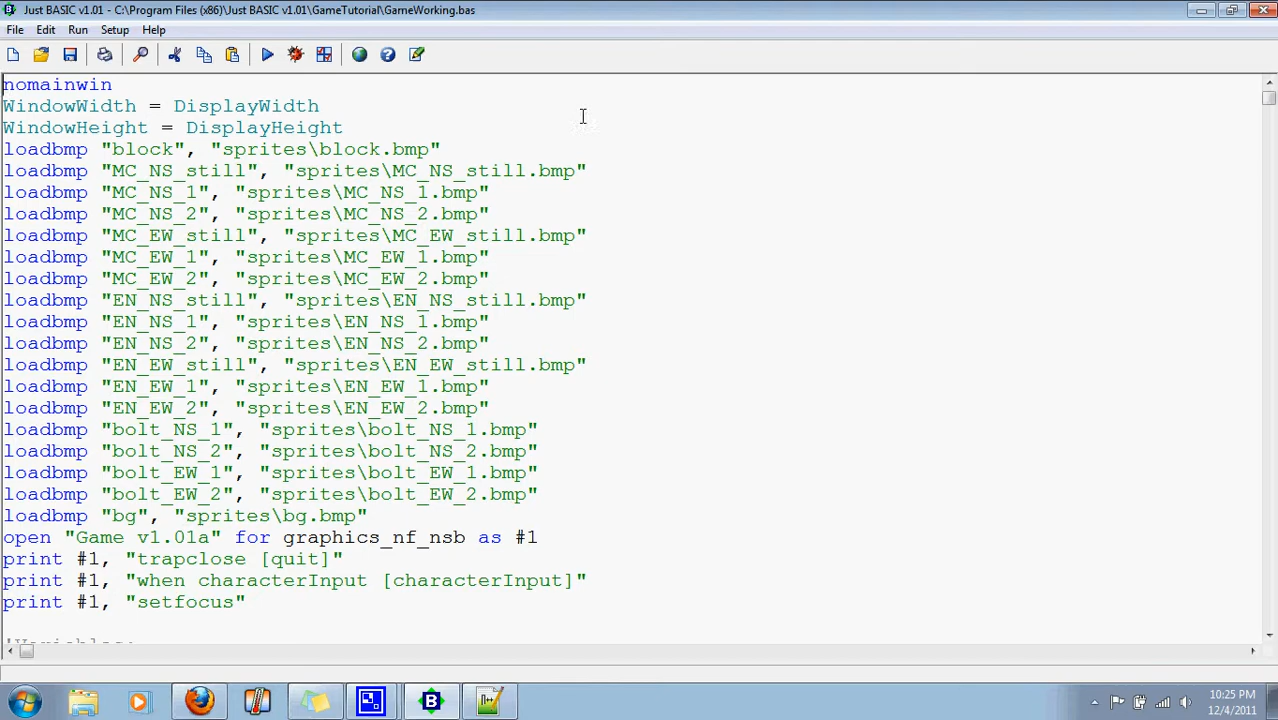 Just BASIC v1.01 - C:\Program Files (x86)\Just BASIC v1.01\GameTutorial\GameWorking.bas
File Edit Run Setup Help
nomainwin
WindowWidth = DisplayWidth
WindowHeight = DisplayHeight
loadbmp "block", "sprites\block.bmp"
loadbmp "MC_NS_still", "sprites\MC_NS_still.bmp"
loadbmp "MC_NS_1", "sprites\MC_NS_1.bmp"
loadbmp "MC_NS_2", "sprites\MC_NS_2.bmp"
loadbmp "MC_EW_still", "sprites\MC_EW_still.bmp"
loadbmp "MC_EW_1", "sprites\MC_EW_1.bmp"
loadbmp "MC_EW_2", "sprites\MC_EW_2.bmp"
loadbmp "EN_NS_still", "sprites\EN_NS_still.bmp"
loadbmp "EN_NS_1", "sprites\EN_NS_1.bmp"
loadbmp "EN_NS_2", "sprites\EN_NS_2.bmp"
loadbmp "EN_EW_still", "sprites\EN_EW_still.bmp"
loadbmp "EN_EW_1", "sprites\EN_EW_1.bmp"
loadbmp "EN_EW_2", "sprites\EN_EW_2.bmp"
loadbmp "bolt_NS_1", "sprites\bolt_NS_1.bmp"
loadbmp "bolt_NS_2", "sprites\bolt_NS_2.bmp"
loadbmp "bolt_EW_1", "sprites\bolt_EW_1.bmp"
loadbmp "bolt_EW_2", "sprites\bolt_EW_2.bmp"
loadbmp "bg", "sprites\bg.bmp"
open "Game v1.01a" for graphics_nf_nsb as #1
print #1, "trapclose [quit]"
print #1, "when characterInput [characterInput]"
print #1, "setfocus"
'Variables:
10:25 PM
12/4/2011